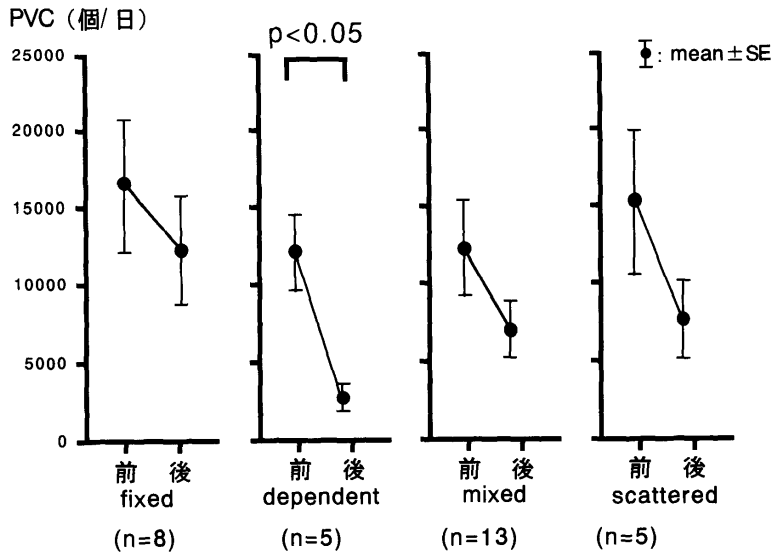 PVC（個/日）
p<0.05
: mean±SE
25000
20000
15000
10000
5000
0
前 後 前 後 前 後 前 後
fixed dependent mixed scattered
(n=8) (n=5) (n=13) (n=5)